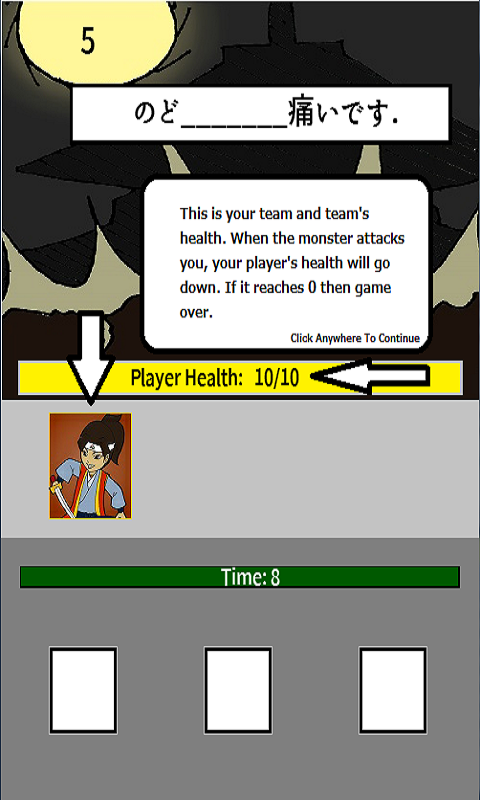 5
のど_______痛いです.
This is your team and team's
health. When the monster attacks
you, your player's health will go
down. If it reaches 0 then game
over.
Click Anywhere To Continue
Player Health: 10/10
Time: 8